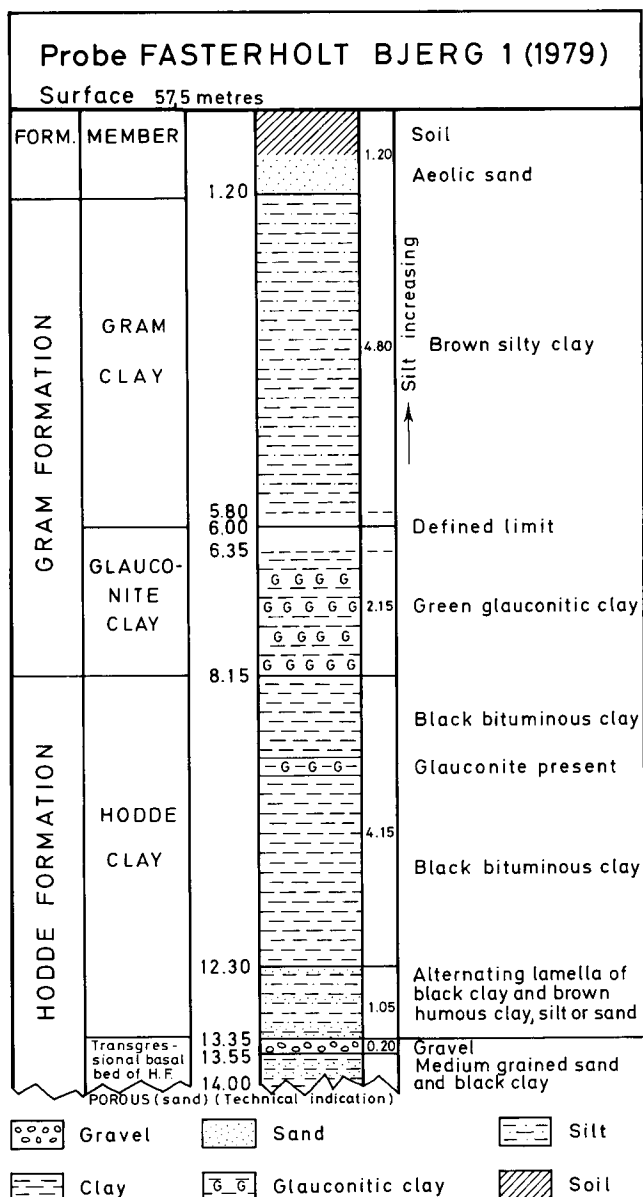 Probe FASTERHOLT BJERG 1 (1979)
Surface 57,5 metres
FORM. MEMBER
Soil
1.20
Aeolic sand
1.20
GRAM FORMATION
GRAM
CLAY
4.80
Silt increasing
Brown silty clay
5.80
6.00
Defined limit
6.35
GLAUCO-
NITE
CLAY
G G G G
G G G G G
2.15
Green glauconitic clay
G G G G
G G G G G
8.15
HODDE FORMATION
HODDE
CLAY
Black bituminous clay
G G G
Glauconite present
4.15
Black bituminous clay
12.30
Alternating lamella of
black clay and brown
humous clay, silt or sand
1.05
13.35
Transgres-
sional basal
bed of H.F.
0.20
Gravel
13.55
Medium grained sand
and black clay
14.00
POROUS (sand) (Technical indication)
Gravel Sand Silt
Clay G G Glauconitic clay Soil